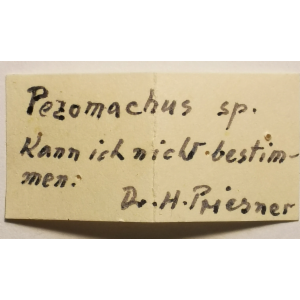 Pezomachus sp.
Kann ich nicht bestim-
men.
Dr. H. Priesner